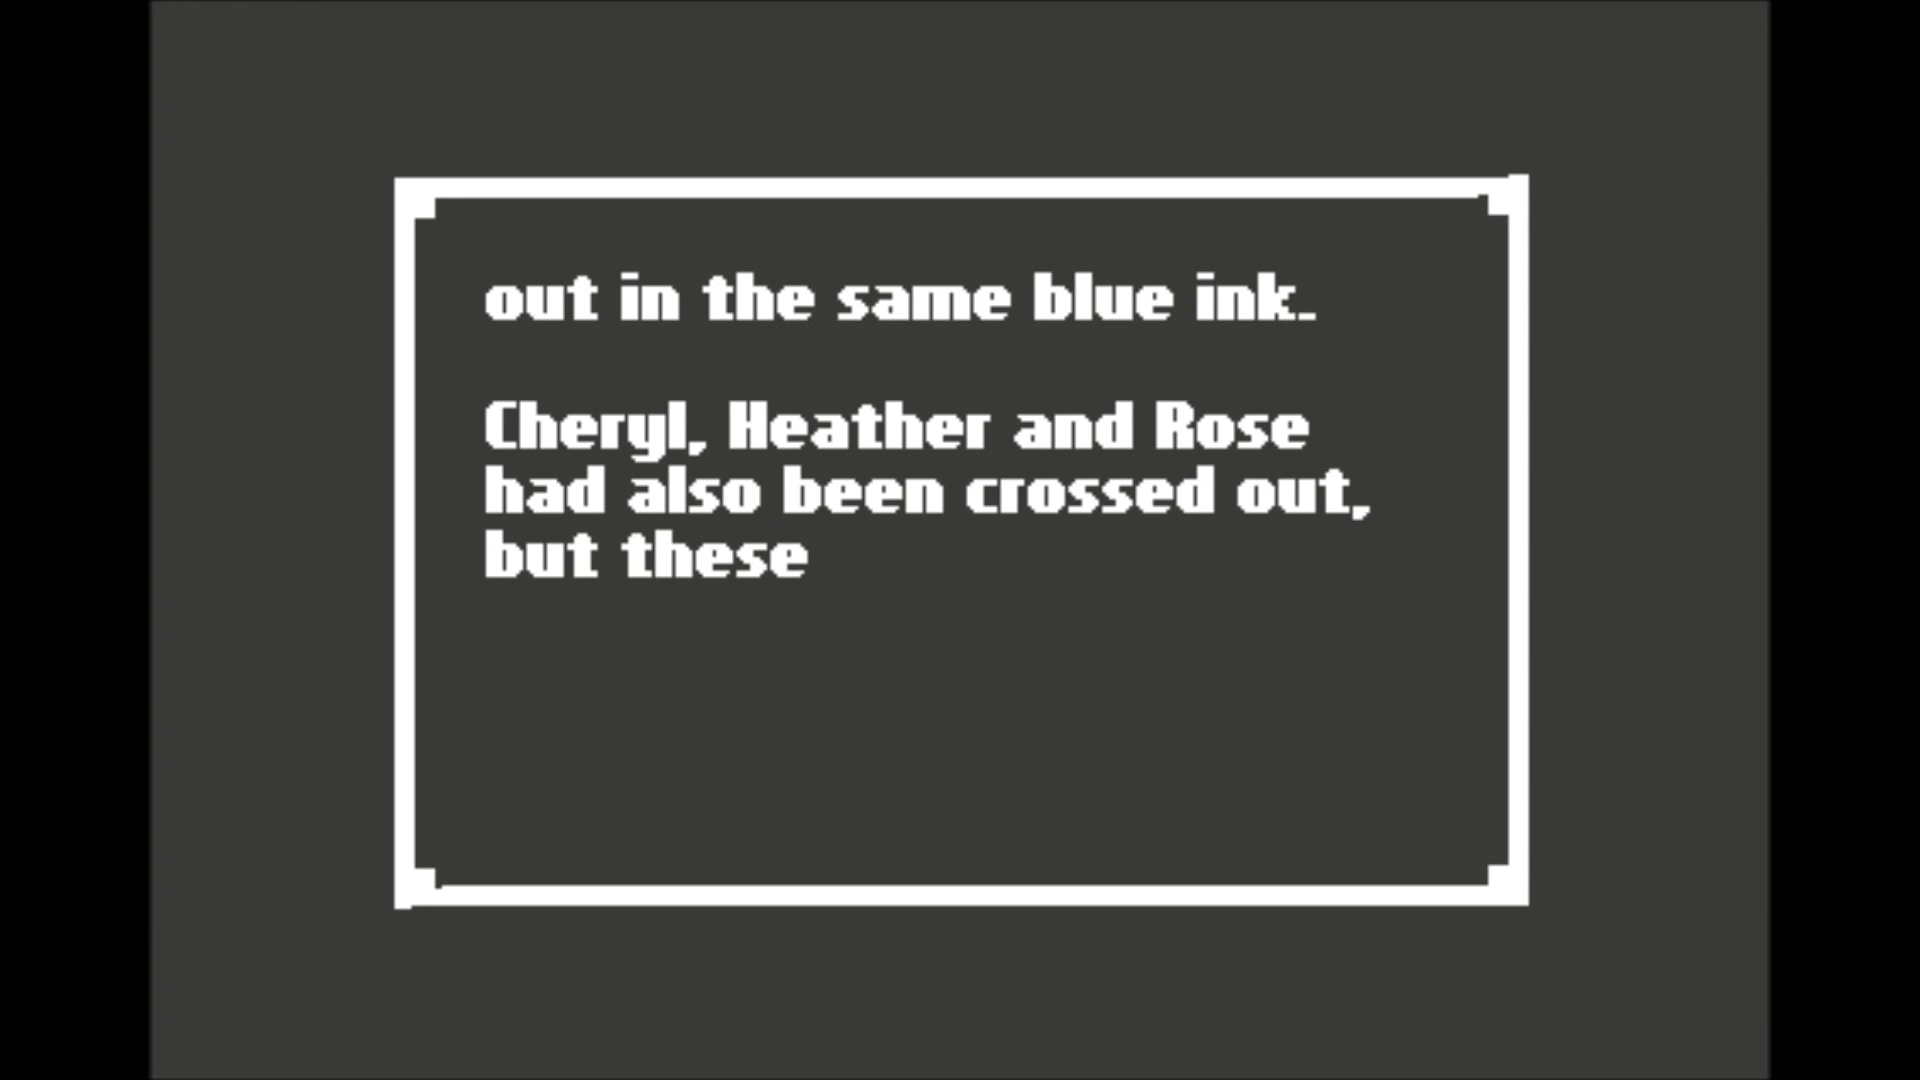 out in the same blue ink.
Cheryl, Heather and Rose
had also been crossed out,
but these